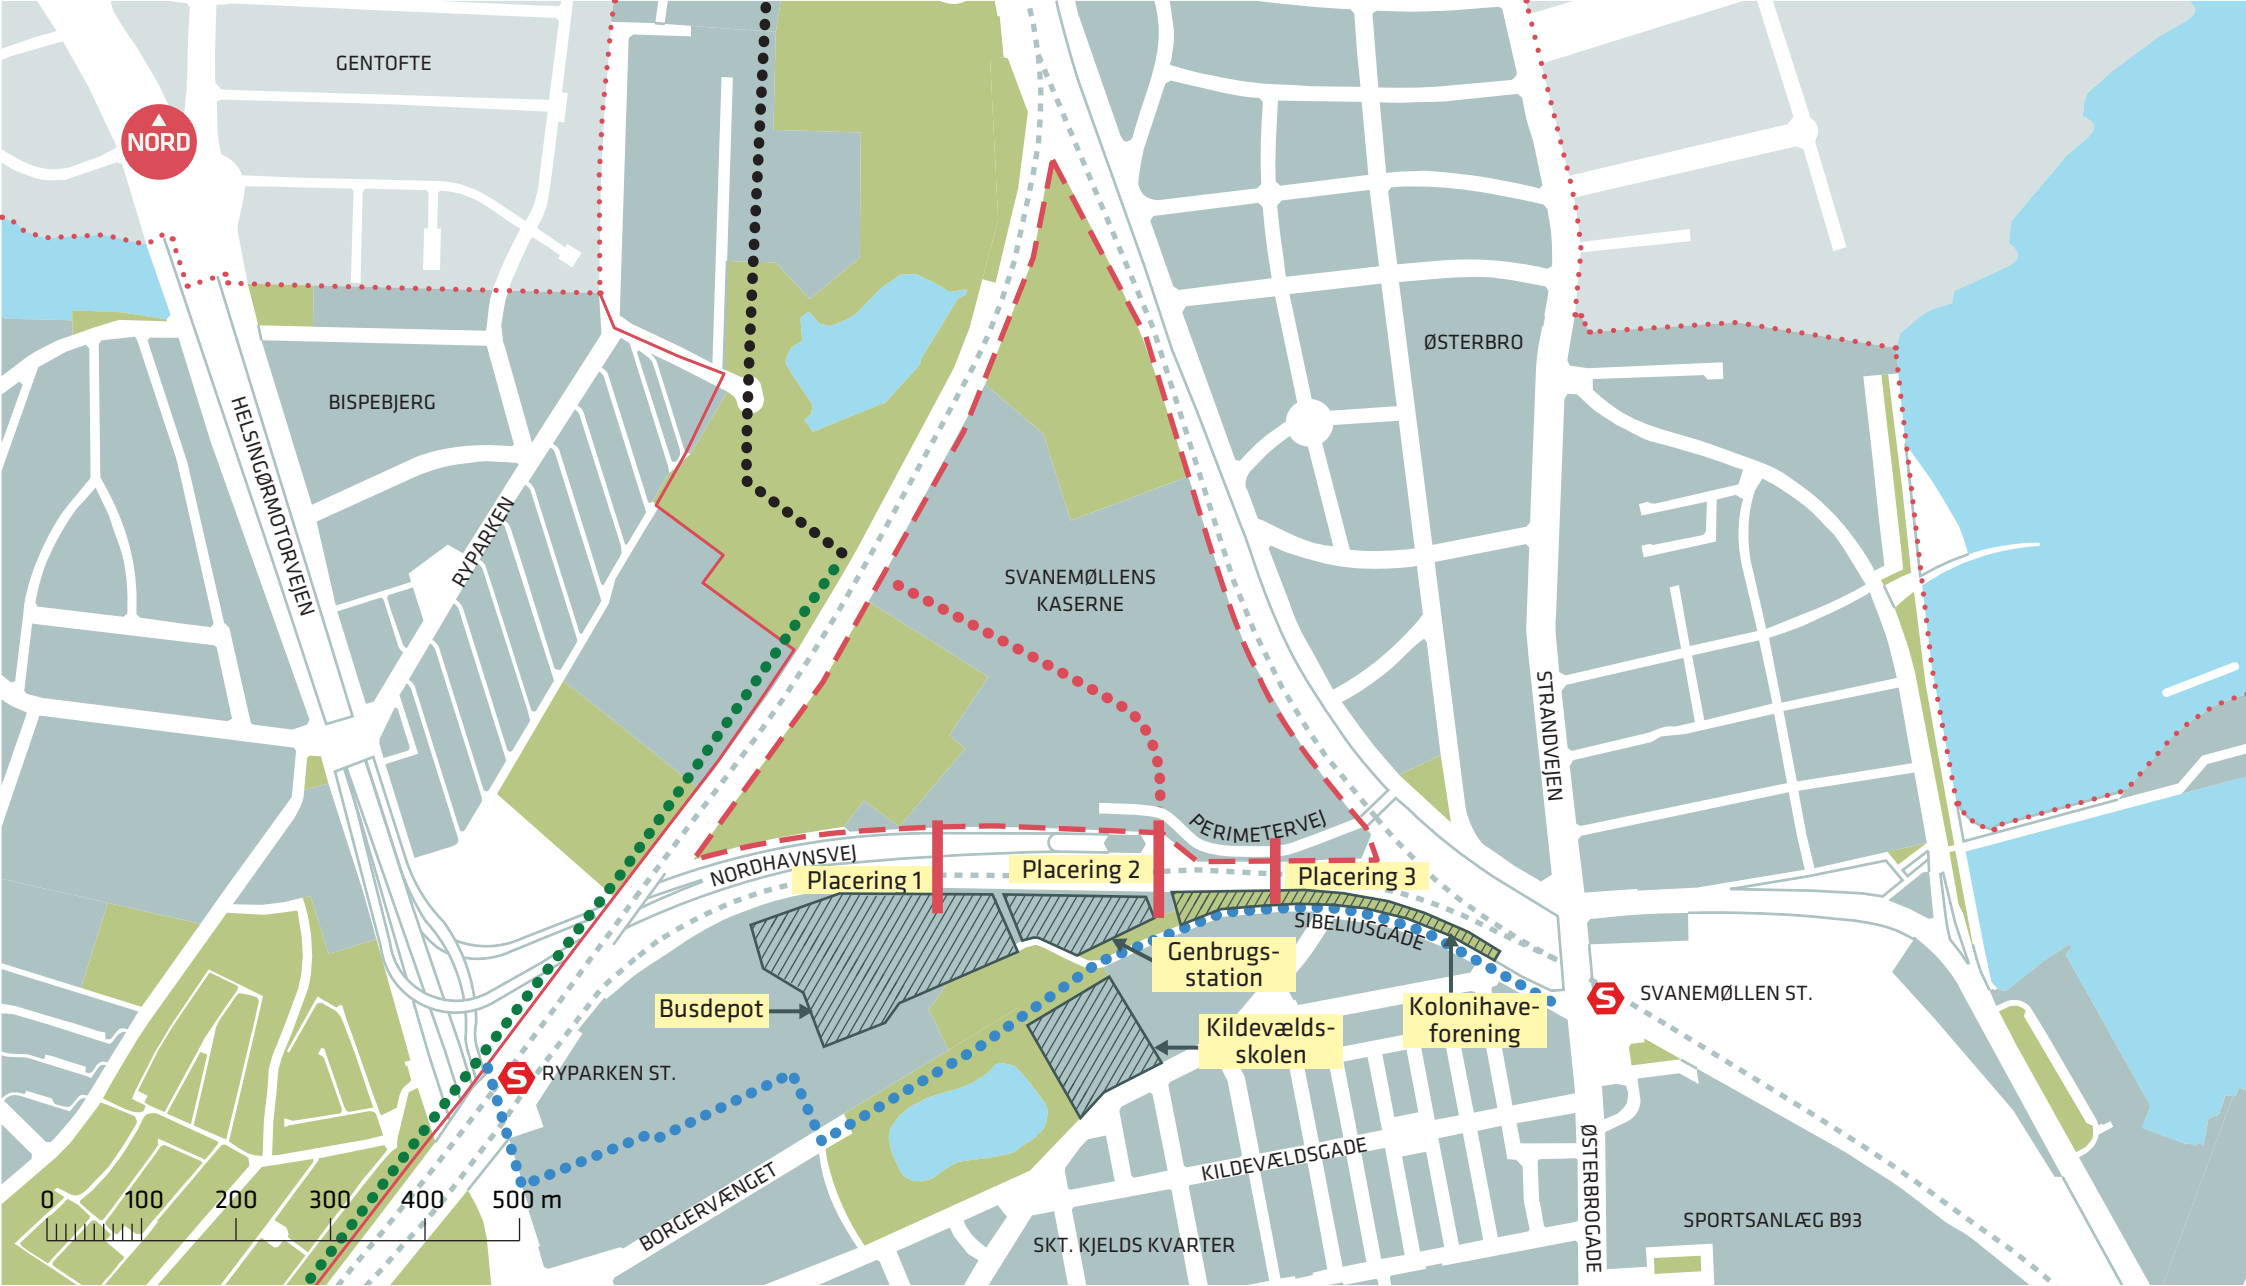 GENTOFTE
NORD
BISPEBJERG
HELSINGØRMOTORVEJEN
RYPARKEN
ØSTERBRO
SVANEMØLLENS
KASERNE
STRANDVEJEN
PERIMETERVEJ
NORDHAVNSVEJ
Placering 1
Placering 2
Placering 3
SIBELIUSGADE
Genbrugs-
station
Busdepot
Kolonihave-
forening
Kildevælds-
skolen
S
SVANEMØLLEN ST.
S
RYPARKEN ST.
KILDEVÆLDSGADE
ØSTERBROGADE
BORGERVÆNGET
0 100 200 300 400 500 m
SKT. KJELDS KVARTER
SPORTSANLÆG B93